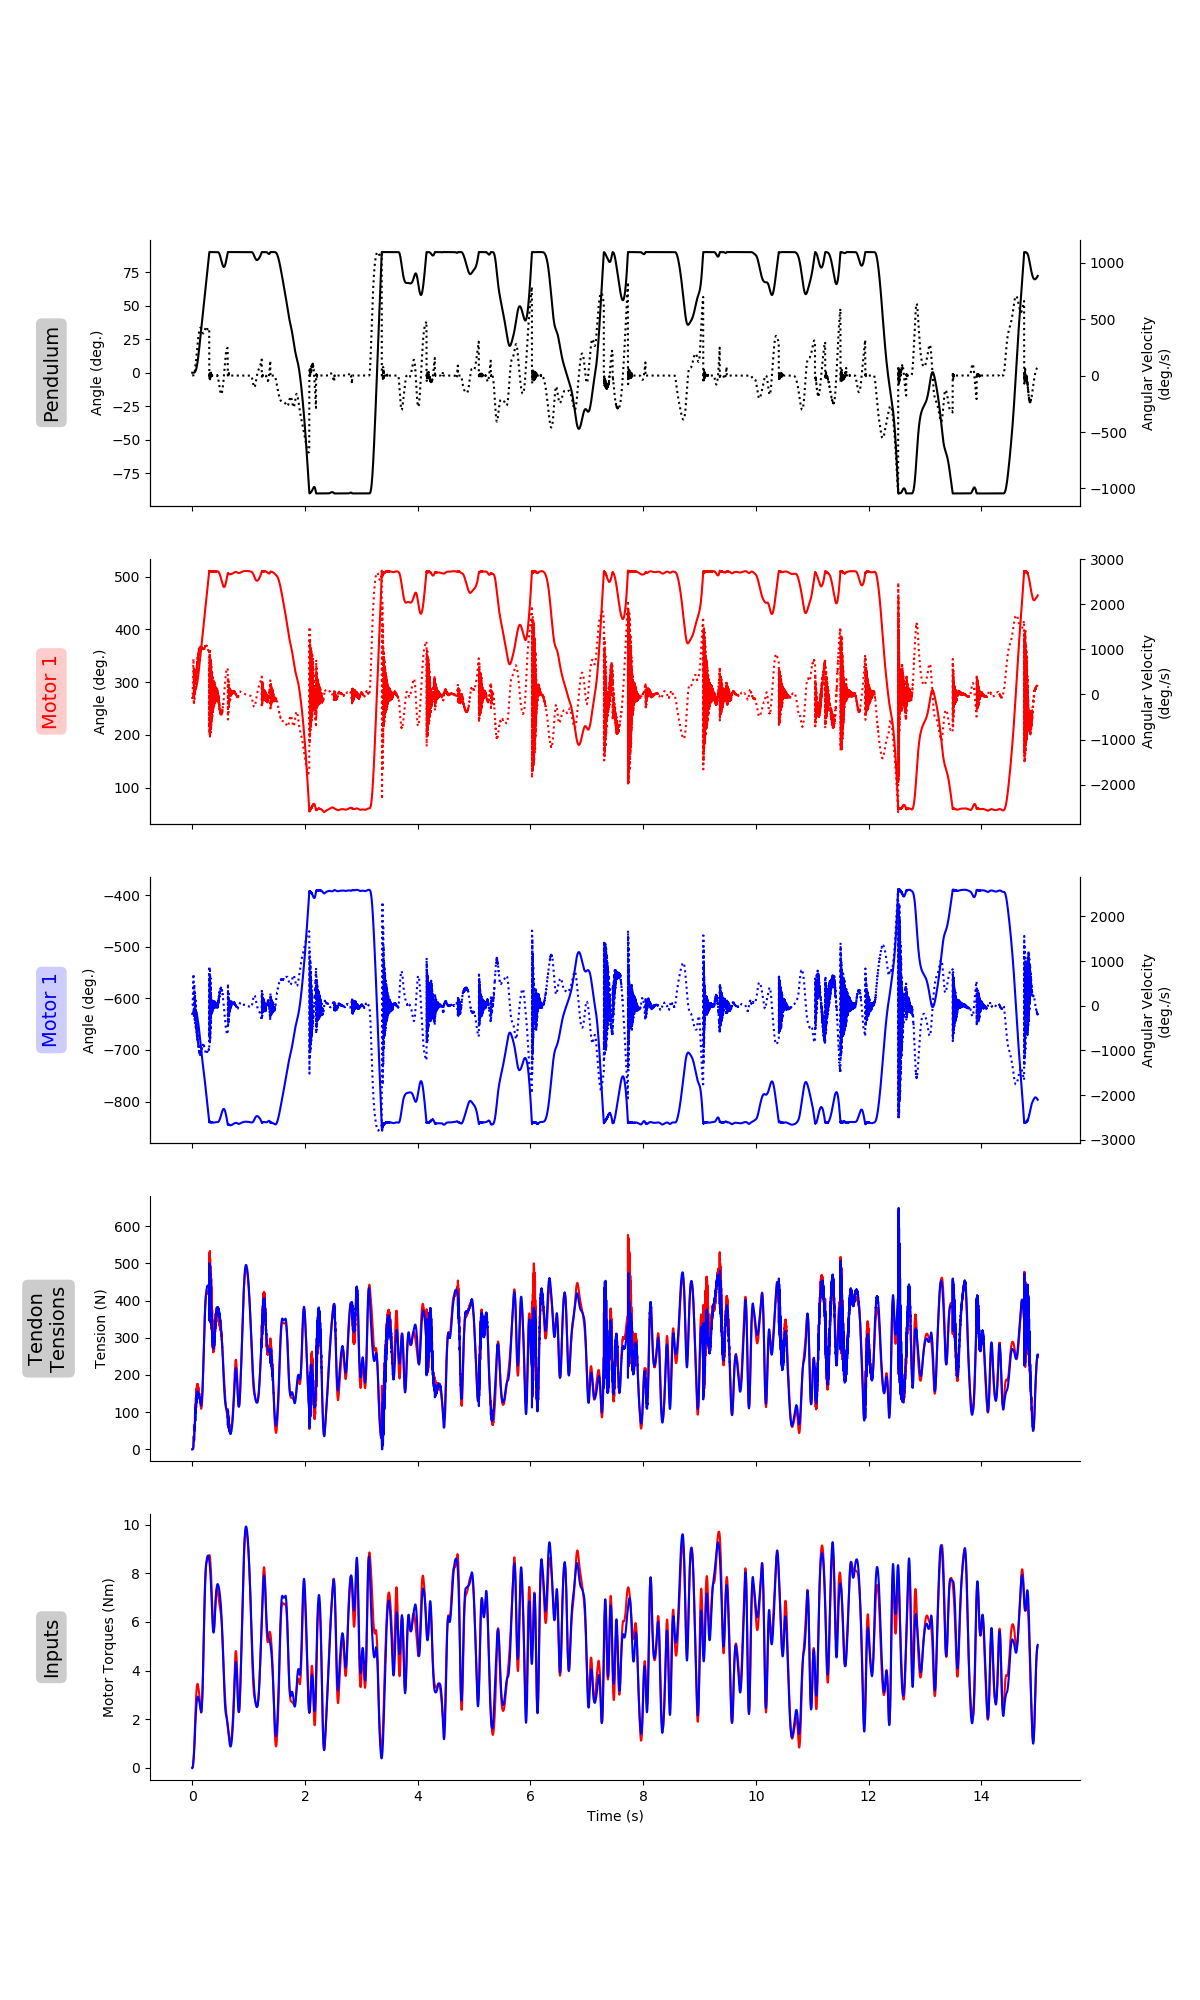 Pendulum
Angle (deg.)
75
50
25
0
−25
−50
−75
1000
500
0
−500
−1000
Angular Velocity
(deg./s)
Motor 1
Angle (deg.)
500
400
300
200
100
3000
2000
1000
0
−1000
−2000
Angular Velocity
(deg./s)
Motor 1
Angle (deg.)
−400
−500
−600
−700
−800
2000
1000
0
−1000
−2000
−3000
Angular Velocity
(deg./s)
Tendon
Tensions
Tension (N)
600
500
400
300
200
100
0
Inputs
Motor Torques (Nm)
10
8
6
4
2
0
0 2 4 6 8 10 12 14
Time (s)